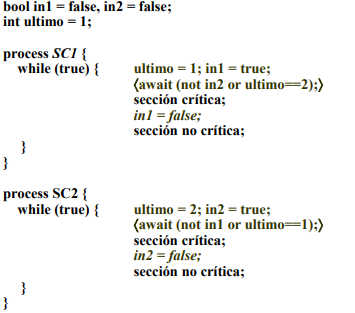 bool in1 = false, in2 = false;
int ultimo = 1;
process SC1 {
while (true) { ultimo = 1; in1 = true;
⟨await (not in2 or ultimo==2);⟩
sección crítica;
in1 = false;
sección no crítica;
}
}
process SC2 {
while (true) { ultimo = 2; in2 = true;
⟨await (not in1 or ultimo==1);⟩
sección crítica;
in2 = false;
sección no crítica;
}
}